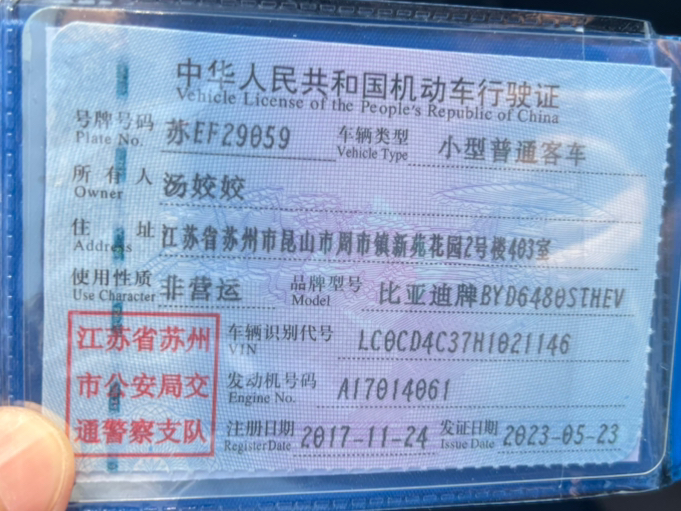 中华人民共和国机动车行驶证
Vehicle License of the People's Republic of China
号牌号码 苏EF29059 车辆类型 小型普通客车
Plate No. Vehicle Type
所有人 汤姣姣
Owner
住址 江苏省苏州市昆山市周市镇新苑花园2号楼403室
Address
使用性质 非营运 品牌型号 比亚迪牌BYD6480STHEV
Use Character Model
江苏省苏州 车辆识别代号 LC0CD4C37H1021146
VIN
市公安局交 发动机号码 A17014061
Engine No.
通警察支队 注册日期 2017-11-24 发证日期 2023-05-23
Register Date Issue Date